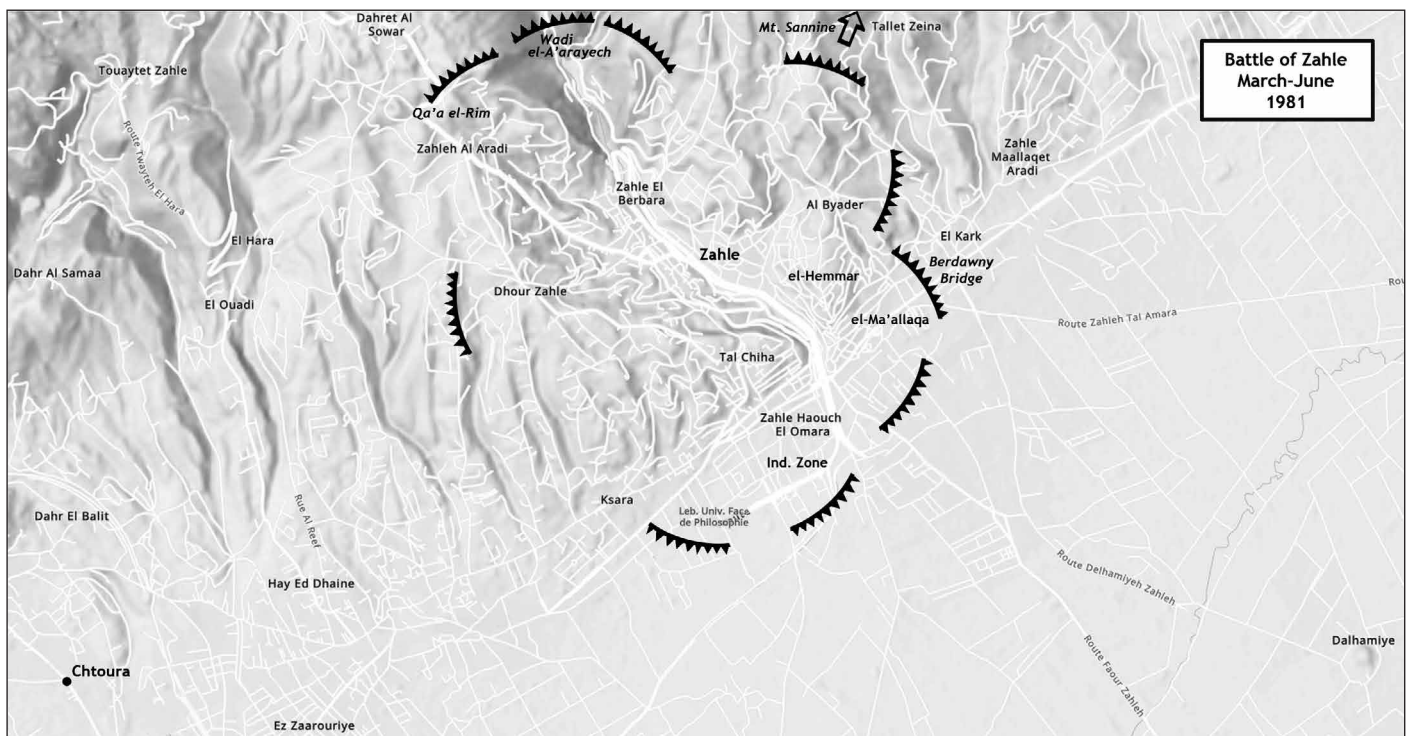 Dahret Al
Sowar
Wadi
el-A'arayech
Mt. Sannine
Tallet Zeina
Battle of Zahle
March-June
1981
Touaytet Zahle
Qa'a el-Rim
Route Twayteh El Hara
Zahleh Al Aradi
Zahle
Maallaqet
Aradi
Zahle El
Berbara
Al Byader
El Hara
El Kark
Zahle
Berdawny
Bridge
Dahr Al Samaa
el-Hemmar
Dhour Zahle
El Ouadi
el-Ma'allaqa
Route Zahleh Tal Amara
Tal Chiha
Zahle Haouch
El Omara
Ind. Zone
Ksara
Rue Al Reef
Leb. Univ. Face
de Philosophie
Dahr El Balit
Hay Ed Dhaine
Route Delhamiyeh Zahleh
Route Faour Zahleh
Dalhamiye
Chtoura
Ez Zaarouriye